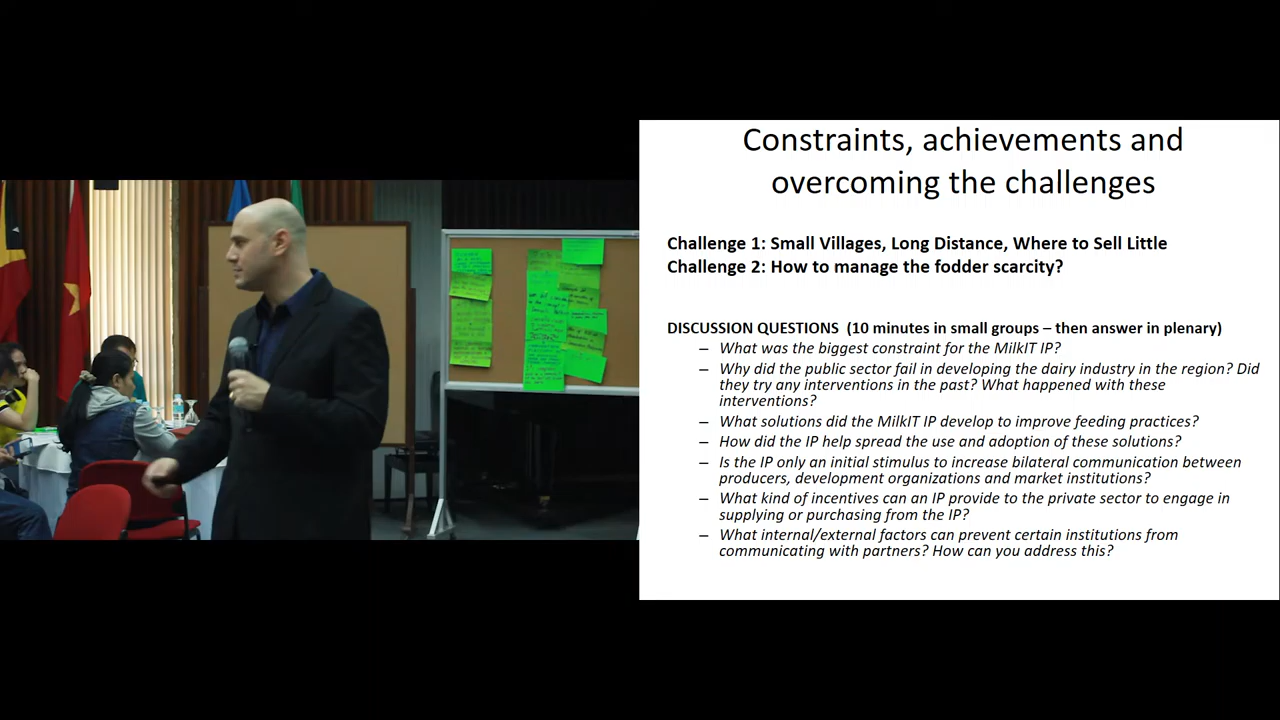 Constraints, achievements and
overcoming the challenges
Challenge 1: Small Villages, Long Distance, Where to Sell Little
Challenge 2: How to manage the fodder scarcity?
DISCUSSION QUESTIONS (10 minutes in small groups – then answer in plenary)
– What was the biggest constraint for the MilkIT IP?
– Why did the public sector fail in developing the dairy industry in the region? Did
they try any interventions in the past? What happened with these
interventions?
– What solutions did the MilkIT IP develop to improve feeding practices?
– How did the IP help spread the use and adoption of these solutions?
– Is the IP only an initial stimulus to increase bilateral communication between
producers, development organizations and market institutions?
– What kind of incentives can an IP provide to the private sector to engage in
supplying or purchasing from the IP?
– What internal/external factors can prevent certain institutions from
communicating with partners? How can you address this?